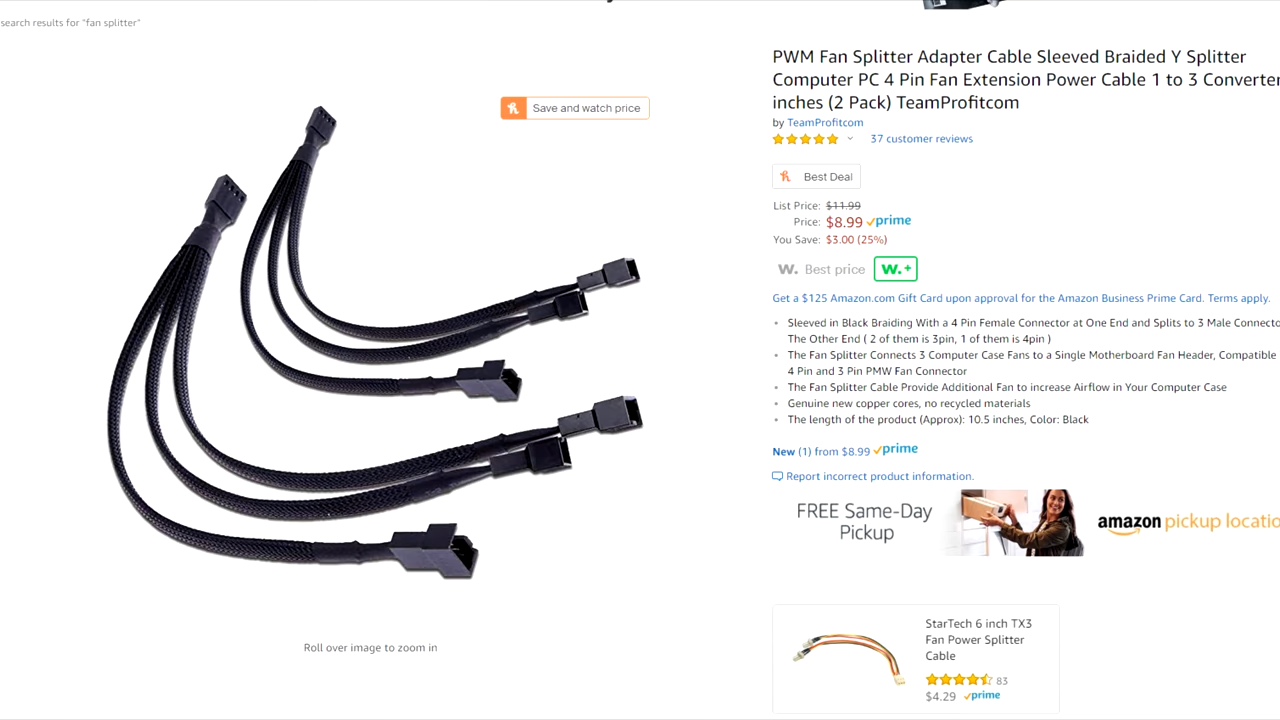 search results for "fan splitter"
Save and watch price
PWM Fan Splitter Adapter Cable Sleeved Braided Y Splitter
Computer PC 4 Pin Fan Extension Power Cable 1 to 3 Converter
inches (2 Pack) TeamProfitcom
by TeamProfitcom
37 customer reviews
Best Deal
List Price: $11.99
Price: $8.99 prime
You Save: $3.00 (25%)
W. Best price W.+
Get a $125 Amazon.com Gift Card upon approval for the Amazon Business Prime Card. Terms apply.
• Sleeved in Black Braiding With a 4 Pin Female Connector at One End and Splits to 3 Male Connecto
The Other End ( 2 of them is 3pin, 1 of them is 4pin )
• The Fan Splitter Connects 3 Computer Case Fans to a Single Motherboard Fan Header, Compatible
4 Pin and 3 Pin PMW Fan Connector
• The Fan Splitter Cable Provide Additional Fan to increase Airflow in Your Computer Case
• Genuine new copper cores, no recycled materials
• The length of the product (Approx): 10.5 inches, Color: Black
New (1) from $8.99 prime
Report incorrect product information.
FREE Same-Day
Pickup
amazon pickup locatio
Roll over image to zoom in
StarTech 6 inch TX3
Fan Power Splitter
Cable
83
$4.29 prime